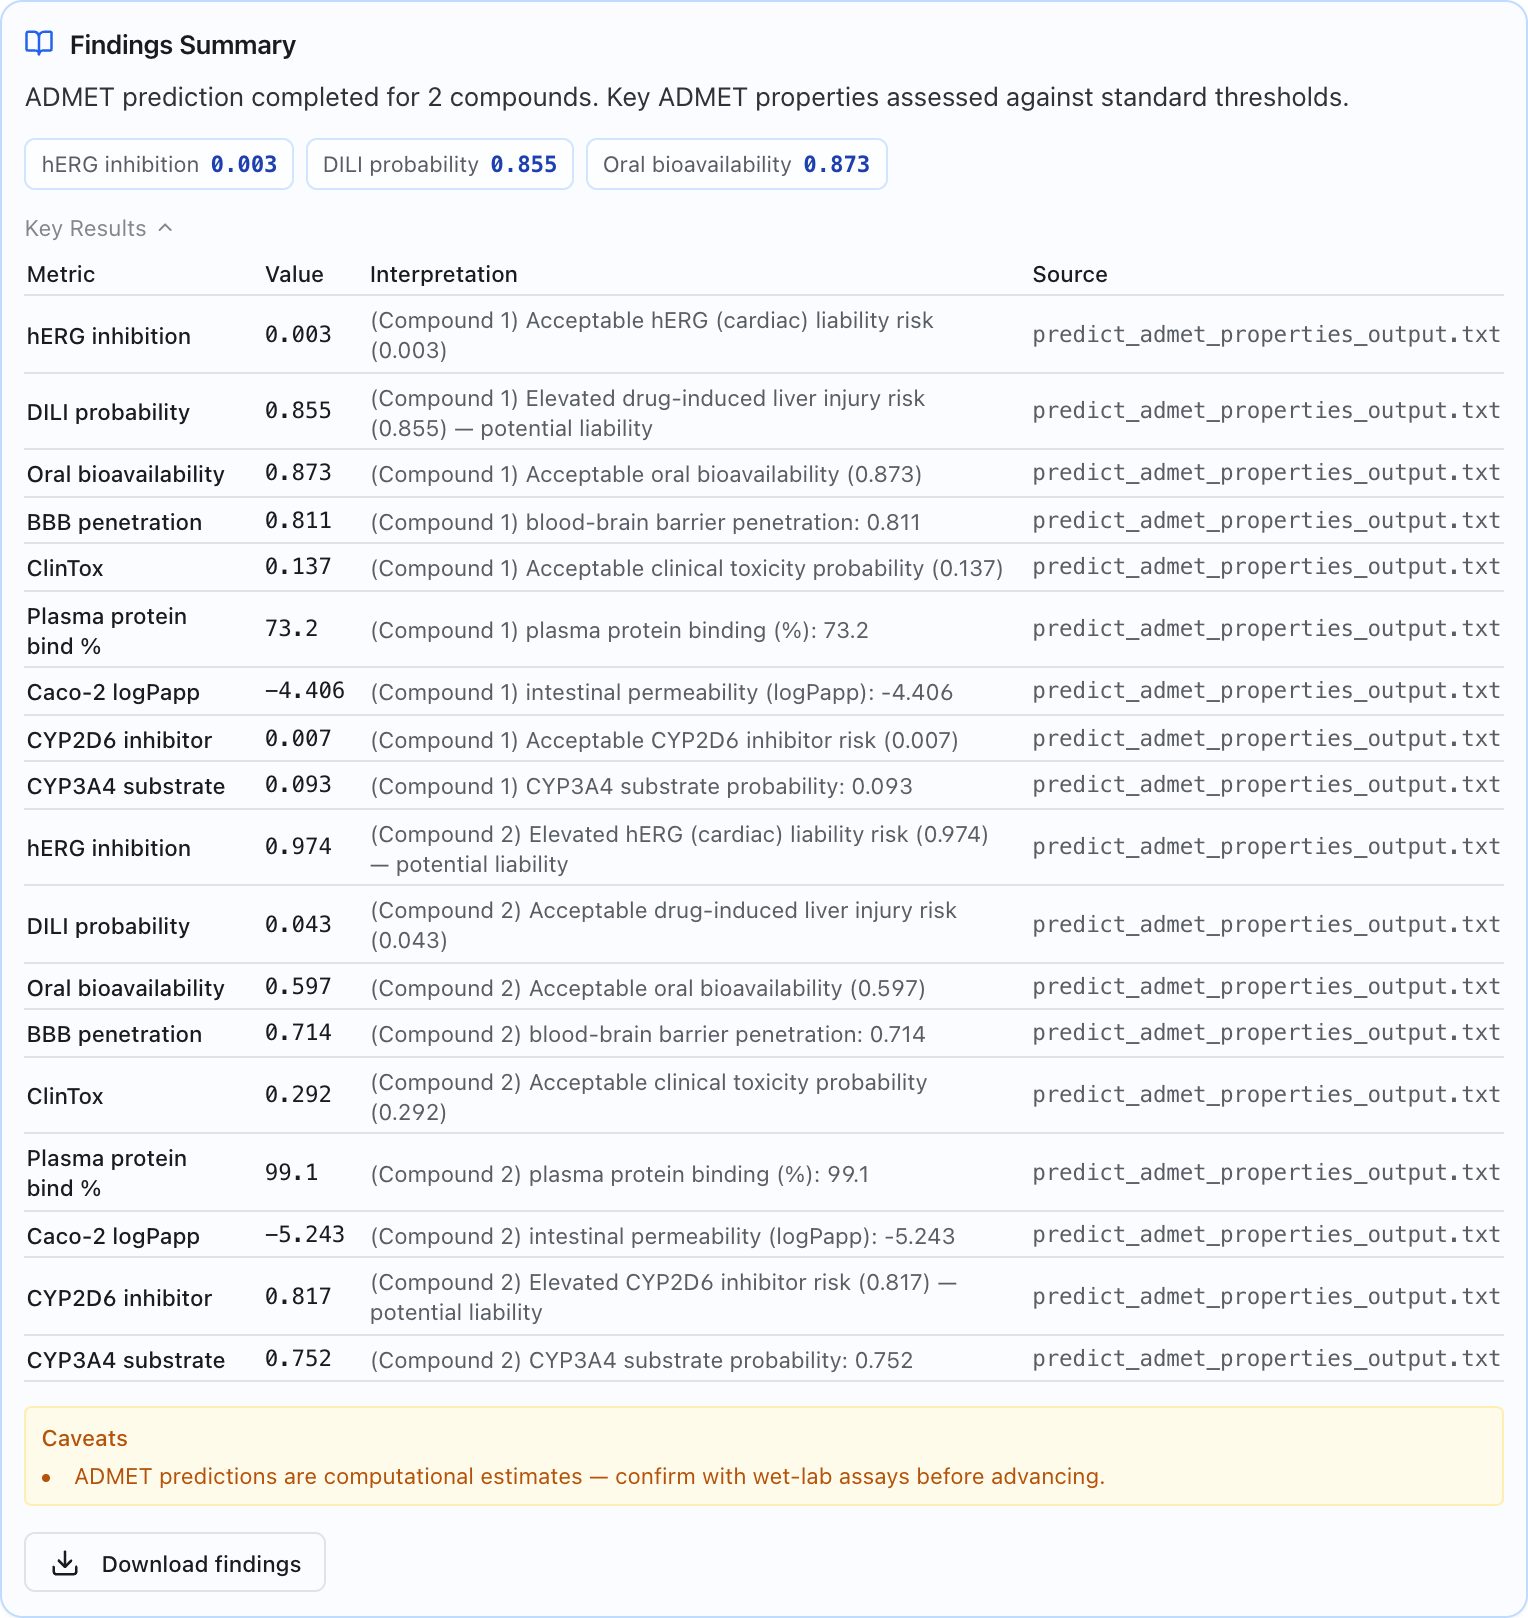 Findings Summary
ADMET prediction completed for 2 compounds. Key ADMET properties assessed against standard thresholds.
hERG inhibition 0.003 DILI probability 0.855 Oral bioavailability 0.873
Key Results
Metric Value Interpretation Source
hERG inhibition 0.003 (Compound 1) Acceptable hERG (cardiac) liability risk
(0.003) predict_admet_properties_output.txt
DILI probability 0.855 (Compound 1) Elevated drug-induced liver injury risk
(0.855) — potential liability predict_admet_properties_output.txt
Oral bioavailability 0.873 (Compound 1) Acceptable oral bioavailability (0.873) predict_admet_properties_output.txt
BBB penetration 0.811 (Compound 1) blood-brain barrier penetration: 0.811 predict_admet_properties_output.txt
ClinTox 0.137 (Compound 1) Acceptable clinical toxicity probability (0.137) predict_admet_properties_output.txt
Plasma protein
bind % 73.2 (Compound 1) plasma protein binding (%): 73.2 predict_admet_properties_output.txt
Caco-2 logPapp −4.406 (Compound 1) intestinal permeability (logPapp): -4.406 predict_admet_properties_output.txt
CYP2D6 inhibitor 0.007 (Compound 1) Acceptable CYP2D6 inhibitor risk (0.007) predict_admet_properties_output.txt
CYP3A4 substrate 0.093 (Compound 1) CYP3A4 substrate probability: 0.093 predict_admet_properties_output.txt
hERG inhibition 0.974 (Compound 2) Elevated hERG (cardiac) liability risk (0.974)
— potential liability predict_admet_properties_output.txt
DILI probability 0.043 (Compound 2) Acceptable drug-induced liver injury risk
(0.043) predict_admet_properties_output.txt
Oral bioavailability 0.597 (Compound 2) Acceptable oral bioavailability (0.597) predict_admet_properties_output.txt
BBB penetration 0.714 (Compound 2) blood-brain barrier penetration: 0.714 predict_admet_properties_output.txt
ClinTox 0.292 (Compound 2) Acceptable clinical toxicity probability
(0.292) predict_admet_properties_output.txt
Plasma protein
bind % 99.1 (Compound 2) plasma protein binding (%): 99.1 predict_admet_properties_output.txt
Caco-2 logPapp −5.243 (Compound 2) intestinal permeability (logPapp): -5.243 predict_admet_properties_output.txt
CYP2D6 inhibitor 0.817 (Compound 2) Elevated CYP2D6 inhibitor risk (0.817) —
potential liability predict_admet_properties_output.txt
CYP3A4 substrate 0.752 (Compound 2) CYP3A4 substrate probability: 0.752 predict_admet_properties_output.txt
Caveats
• ADMET predictions are computational estimates — confirm with wet-lab assays before advancing.
Download findings